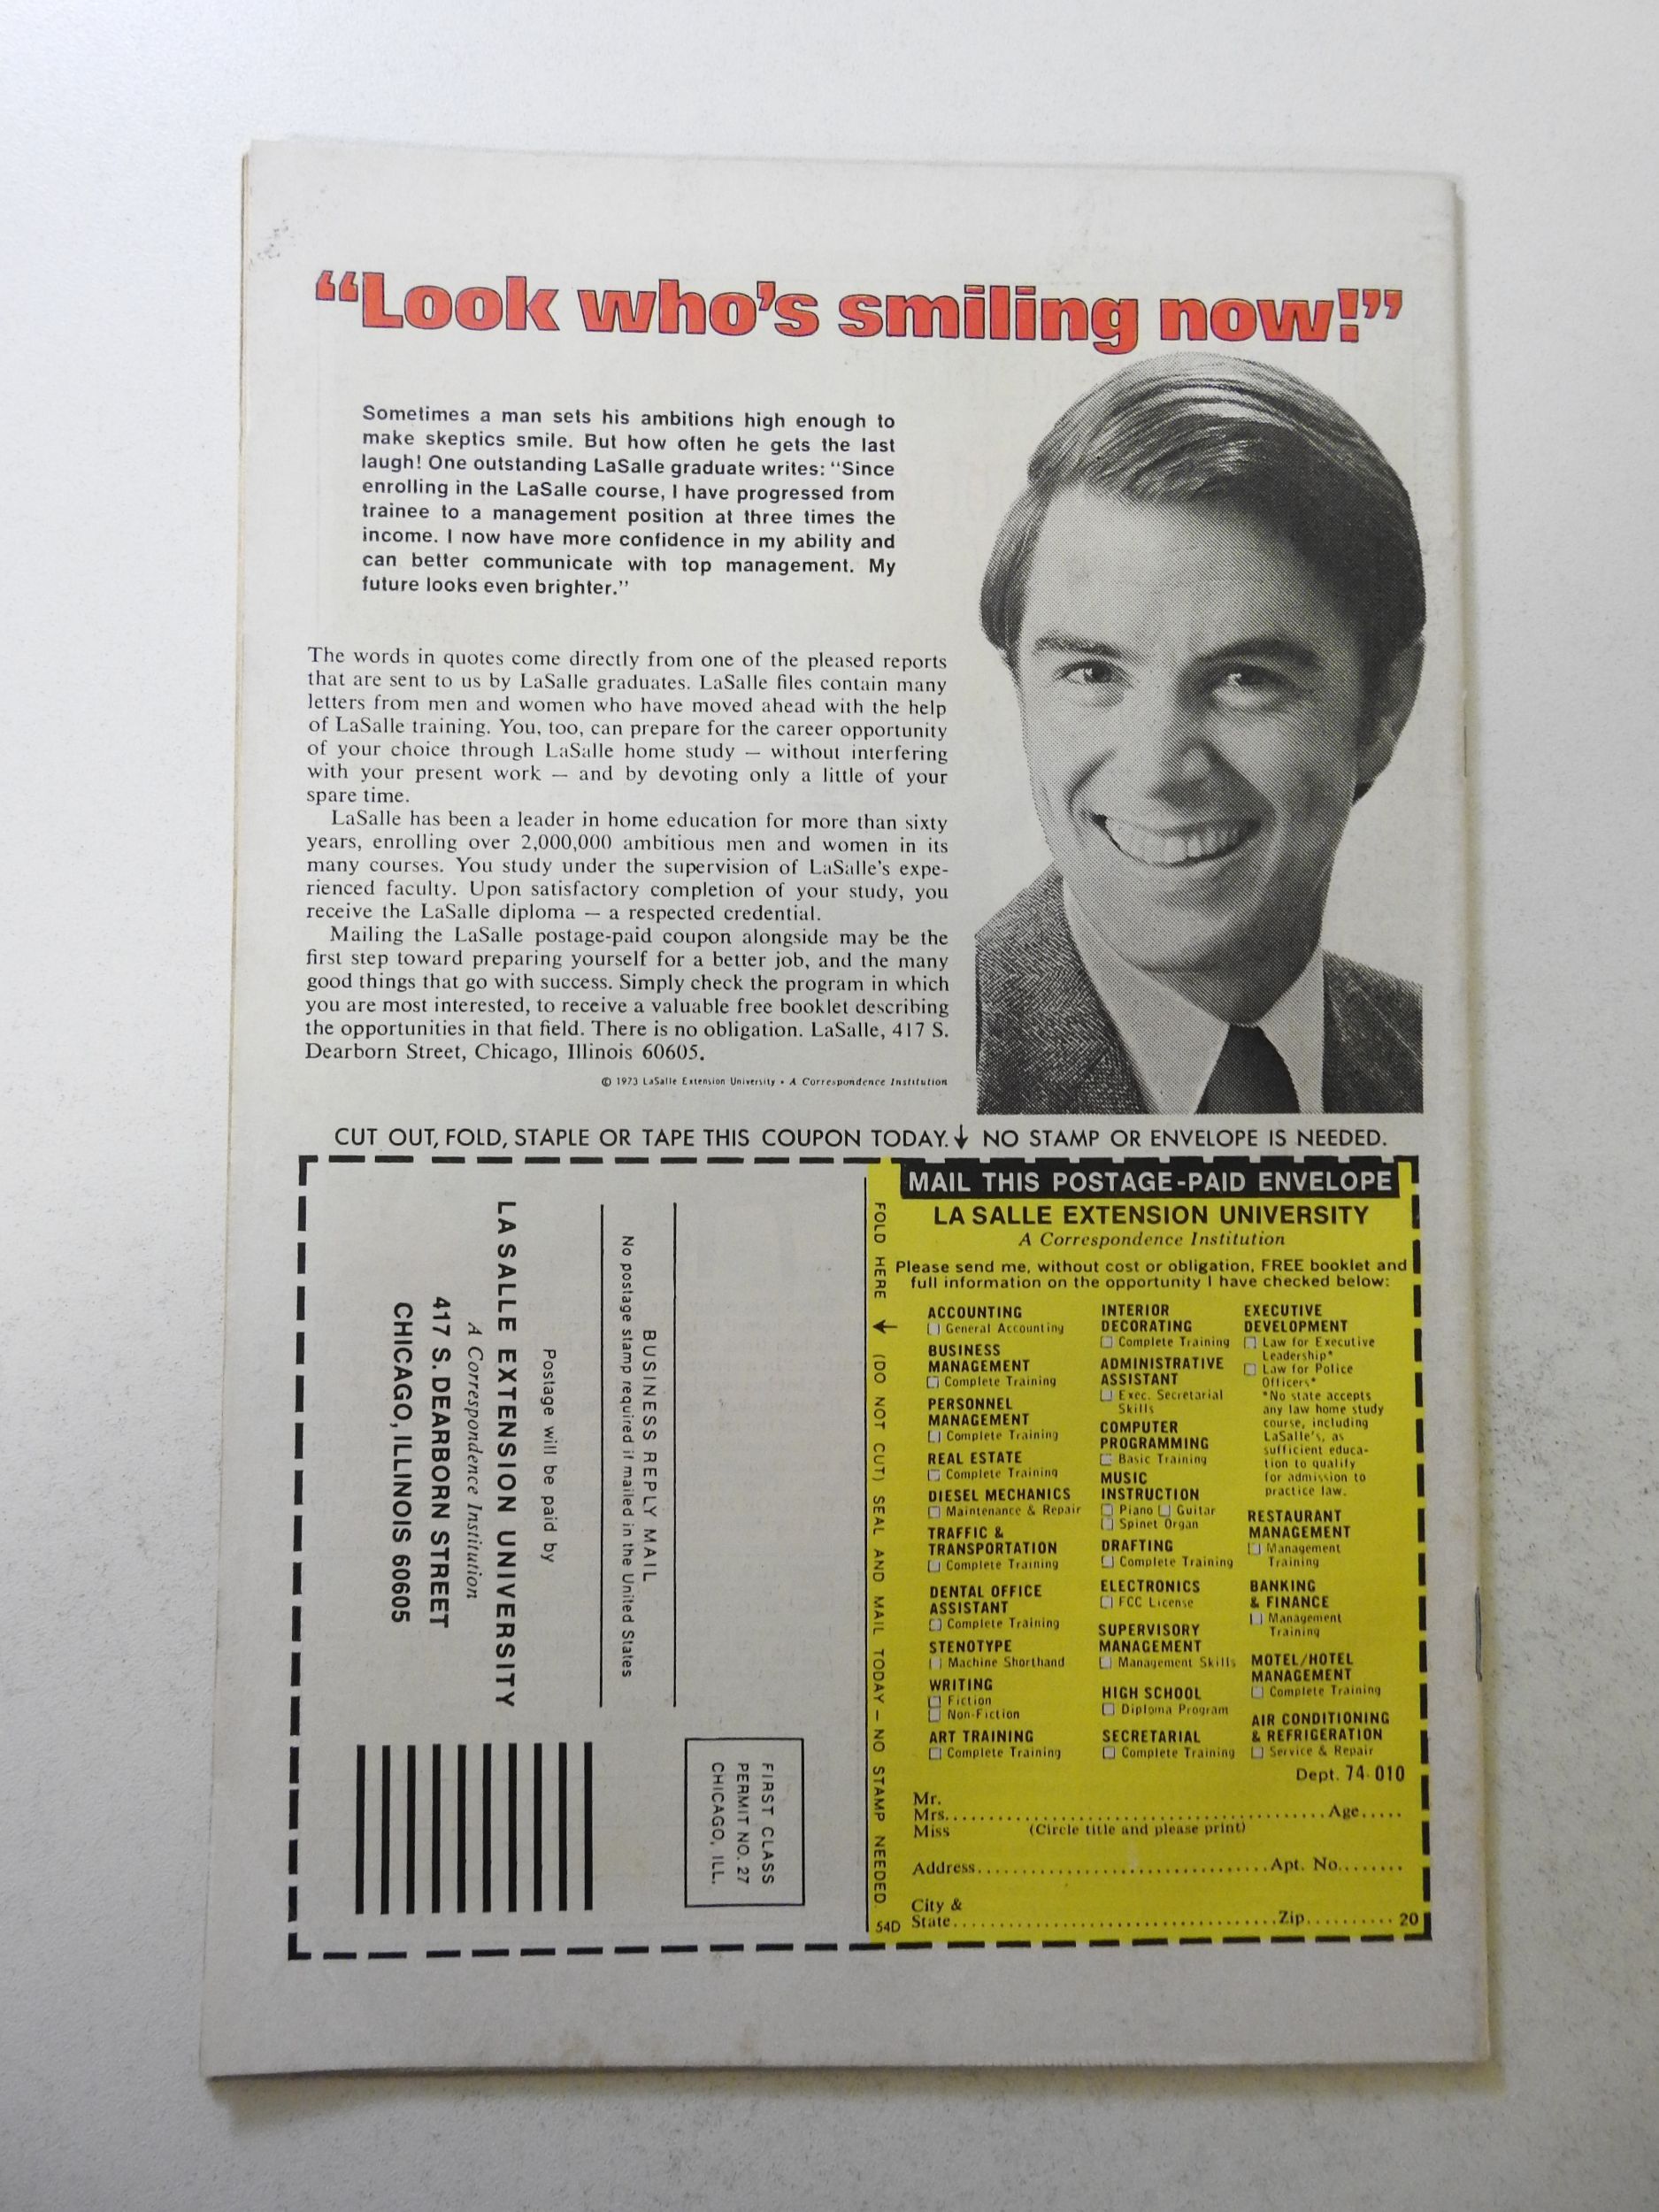 “Look who’s smiling now!”
Sometimes a man sets his ambitions high enough to
make skeptics smile. But how often he gets the last
laugh! One outstanding LaSalle graduate writes: “Since
enrolling in the LaSalle course, I have progressed from
trainee to a management position at three times the
income. I now have more confidence in my ability and
can better communicate with top management. My
future looks even brighter.”
The words in quotes come directly from one of the pleased reports
that are sent to us by LaSalle graduates. LaSalle files contain many
letters from men and women who have moved ahead with the help
of LaSalle training. You, too, can prepare for the career opportunity
of your choice through LaSalle home study — without interfering
with your present work — and by devoting only a little of your
spare time.
LaSalle has been a leader in home education for more than sixty
years, enrolling over 2,000,000 ambitious men and women in its
many courses. You study under the supervision of LaSalle’s expe-
rienced faculty. Upon satisfactory completion of your study, you
receive the LaSalle diploma — a respected credential.
Mailing the LaSalle postage-paid coupon alongside may be the
first step toward preparing yourself for a better job, and the many
good things that go with success. Simply check the program in which
you are most interested, to receive a valuable free booklet describing
the opportunities in that field. There is no obligation. LaSalle, 417 S.
Dearborn Street, Chicago, Illinois 60605.
© 1973 LaSalle Extension University • A Correspondence Institution
CUT OUT, FOLD, STAPLE OR TAPE THIS COUPON TODAY. ↓ NO STAMP OR ENVELOPE IS NEEDED.
FIRST CLASS
PERMIT NO. 27
CHICAGO, ILL.
BUSINESS REPLY MAIL
No postage stamp required if mailed in the United States
Postage will be paid by
LA SALLE EXTENSION UNIVERSITY
A Correspondence Institution
417 S. DEARBORN STREET
CHICAGO, ILLINOIS 60605
FOLD HERE ↓ (DO NOT CUT) SEAL AND MAIL TODAY – NO STAMP NEEDED.
54D
MAIL THIS POSTAGE-PAID ENVELOPE
LA SALLE EXTENSION UNIVERSITY
A Correspondence Institution
Please send me, without cost or obligation, FREE booklet and
full information on the opportunity I have checked below:
ACCOUNTING
☐ General Accounting
BUSINESS
MANAGEMENT
☐ Complete Training
PERSONNEL
MANAGEMENT
☐ Complete Training
REAL ESTATE
☐ Complete Training
DIESEL MECHANICS
☐ Maintenance & Repair
TRAFFIC &
TRANSPORTATION
☐ Complete Training
DENTAL OFFICE
ASSISTANT
☐ Complete Training
STENOTYPE
☐ Machine Shorthand
WRITING
☐ Fiction
☐ Non-Fiction
ART TRAINING
☐ Complete Training
INTERIOR
DECORATING
☐ Complete Training
ADMINISTRATIVE
ASSISTANT
☐ Exec. Secretarial
Skills
COMPUTER
PROGRAMMING
☐ Basic Training
MUSIC
INSTRUCTION
☐ Piano ☐ Guitar
☐ Spinet Organ
DRAFTING
☐ Complete Training
ELECTRONICS
☐ FCC License
SUPERVISORY
MANAGEMENT
☐ Management Skills
HIGH SCHOOL
☐ Diploma Program
SECRETARIAL
☐ Complete Training
EXECUTIVE
DEVELOPMENT
☐ Law for Executive
Leadership*
☐ Law for Police
Officers*
*No state accepts
any law home study
course, including
LaSalle’s, as
sufficient educa-
tion to qualify
for admission to
practice law.
RESTAURANT
MANAGEMENT
☐ Management
Training
BANKING
& FINANCE
☐ Management
Training
MOTEL/HOTEL
MANAGEMENT
☐ Complete Training
AIR CONDITIONING
& REFRIGERATION
☐ Service & Repair
Dept. 74-010
Mr.
Mrs. ........ Age.....
Miss (Circle title and please print)
Address ........ Apt. No........
City &
State ........ Zip.......... 20